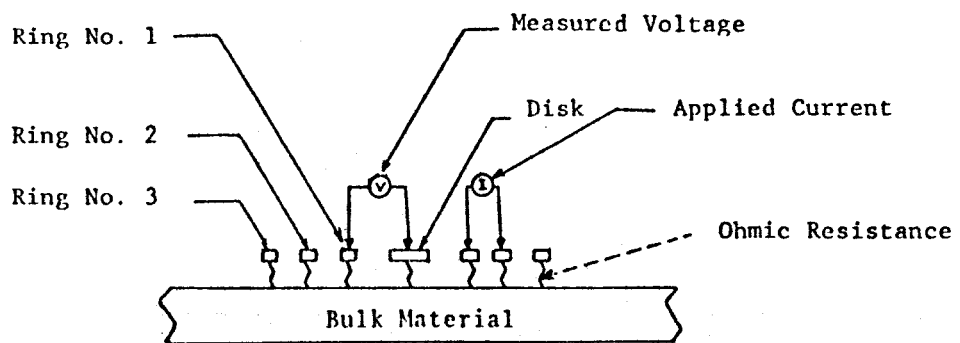 Ring No. 1
Measured Voltage
Disk
Applied Current
Ring No. 2
Ring No. 3
V
I
Ohmic Resistance
Bulk Material